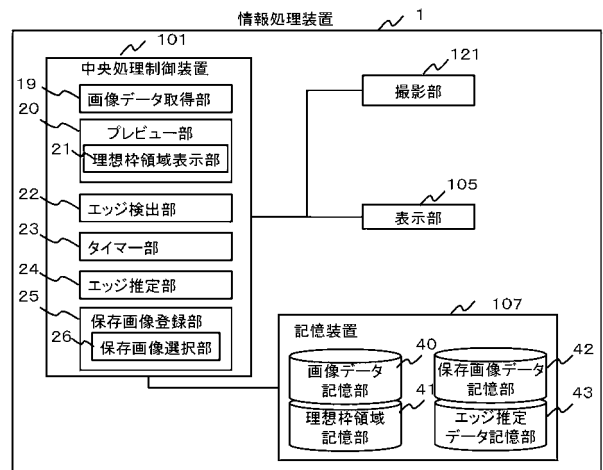 情報処理装置
1
101
中央処理制御装置
19
画像データ取得部
20
プレビュー部
21
理想枠領域表示部
22
エッジ検出部
23
タイマー部
24
エッジ推定部
25
保存画像登録部
26
保存画像選択部
121
撮影部
105
表示部
107
記憶装置
40
画像データ
記憶部
41
理想枠領域
記憶部
42
保存画像データ
記憶部
43
エッジ推定
データ記憶部